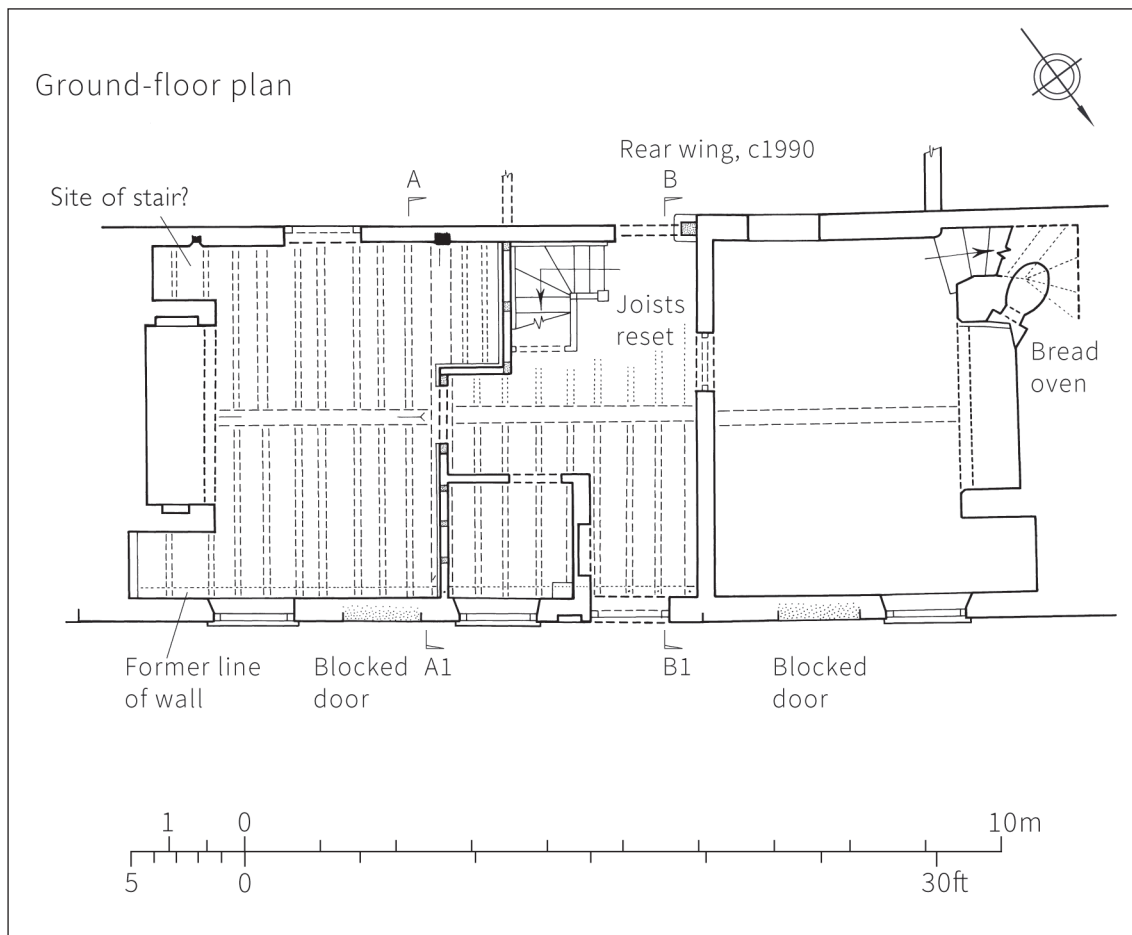 Ground-floor plan
Rear wing, c1990
A
B
Site of stair?
Joists
reset
Bread
oven
Former line
of wall
Blocked
door
A1
B1
Blocked
door
1
0
10m
5
0
30ft